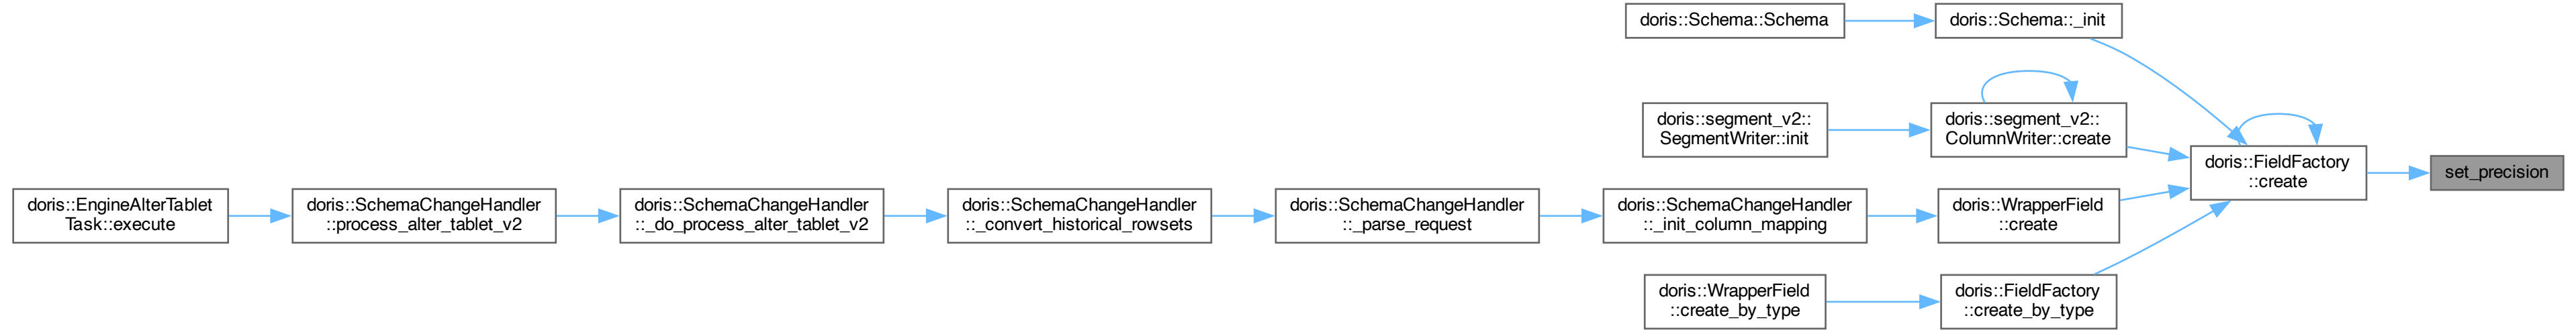 doris::Schema::Schema
doris::Schema::_init
doris::segment_v2::
SegmentWriter::init
doris::segment_v2::
ColumnWriter::create
doris::FieldFactory
::create
set_precision
doris::EngineAlterTablet
Task::execute
doris::SchemaChangeHandler
::process_alter_tablet_v2
doris::SchemaChangeHandler
::_do_process_alter_tablet_v2
doris::SchemaChangeHandler
::_convert_historical_rowsets
doris::SchemaChangeHandler
::_parse_request
doris::SchemaChangeHandler
::_init_column_mapping
doris::WrapperField
::create
doris::WrapperField
::create_by_type
doris::FieldFactory
::create_by_type